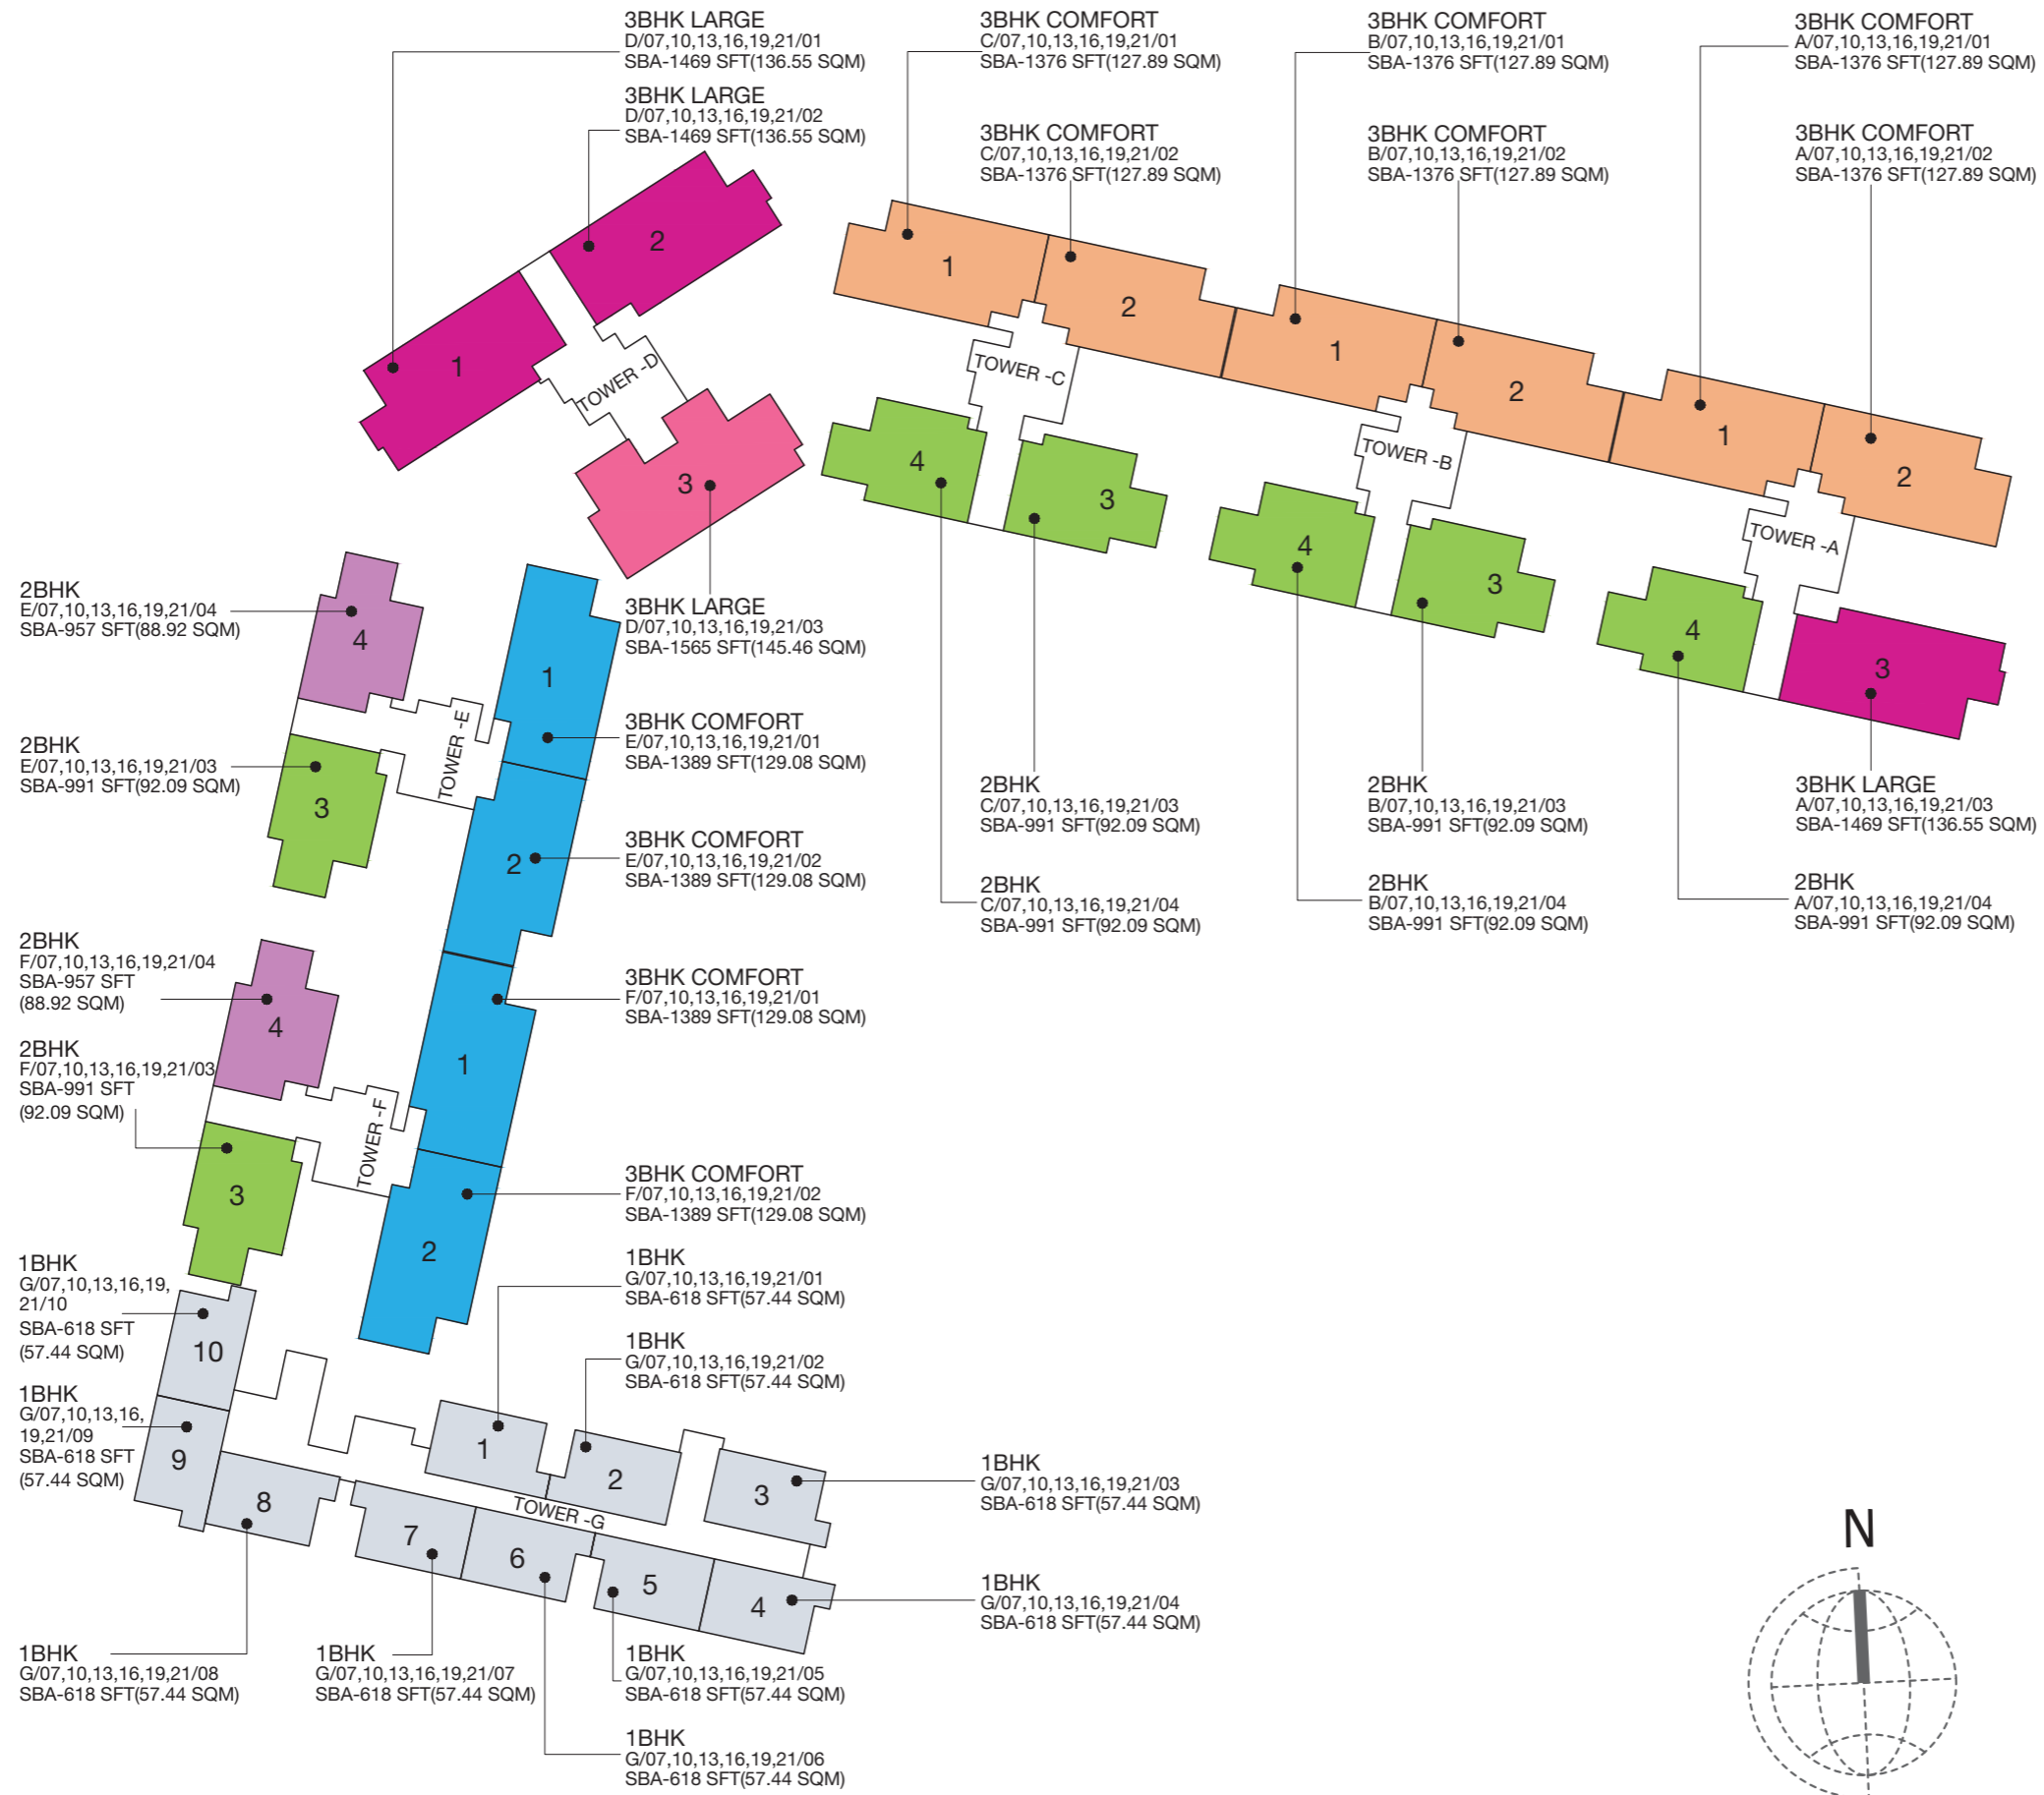 3BHK LARGE
D/07,10,13,16,19,21/01
SBA-1469 SFT(136.55 SQM)
3BHK LARGE
D/07,10,13,16,19,21/02
SBA-1469 SFT(136.55 SQM)
3BHK COMFORT
C/07,10,13,16,19,21/01
SBA-1376 SFT(127.89 SQM)
3BHK COMFORT
C/07,10,13,16,19,21/02
SBA-1376 SFT(127.89 SQM)
3BHK COMFORT
B/07,10,13,16,19,21/01
SBA-1376 SFT(127.89 SQM)
3BHK COMFORT
B/07,10,13,16,19,21/02
SBA-1376 SFT(127.89 SQM)
3BHK COMFORT
A/07,10,13,16,19,21/01
SBA-1376 SFT(127.89 SQM)
3BHK COMFORT
A/07,10,13,16,19,21/02
SBA-1376 SFT(127.89 SQM)
2
1
TOWER -D
3
1
2
TOWER -C
4
3
1
2
TOWER -B
4
3
1
2
TOWER -A
4
3
3BHK LARGE
D/07,10,13,16,19,21/03
SBA-1565 SFT(145.46 SQM)
2BHK
C/07,10,13,16,19,21/03
SBA-991 SFT(92.09 SQM)
2BHK
C/07,10,13,16,19,21/04
SBA-991 SFT(92.09 SQM)
2BHK
B/07,10,13,16,19,21/03
SBA-991 SFT(92.09 SQM)
2BHK
B/07,10,13,16,19,21/04
SBA-991 SFT(92.09 SQM)
3BHK LARGE
A/07,10,13,16,19,21/03
SBA-1469 SFT(136.55 SQM)
2BHK
A/07,10,13,16,19,21/04
SBA-991 SFT(92.09 SQM)
2BHK
E/07,10,13,16,19,21/04
SBA-957 SFT(88.92 SQM)
2BHK
E/07,10,13,16,19,21/03
SBA-991 SFT(92.09 SQM)
4
3
TOWER -E
1
2
3BHK COMFORT
E/07,10,13,16,19,21/01
SBA-1389 SFT(129.08 SQM)
3BHK COMFORT
E/07,10,13,16,19,21/02
SBA-1389 SFT(129.08 SQM)
2BHK
F/07,10,13,16,19,21/04
SBA-957 SFT
(88.92 SQM)
2BHK
F/07,10,13,16,19,21/03
SBA-991 SFT
(92.09 SQM)
4
3
TOWER -F
1
2
3BHK COMFORT
F/07,10,13,16,19,21/01
SBA-1389 SFT(129.08 SQM)
3BHK COMFORT
F/07,10,13,16,19,21/02
SBA-1389 SFT(129.08 SQM)
1BHK
G/07,10,13,16,19,
21/10
SBA-618 SFT
(57.44 SQM)
1BHK
G/07,10,13,16,
19,21/09
SBA-618 SFT
(57.44 SQM)
1BHK
G/07,10,13,16,19,21/01
SBA-618 SFT(57.44 SQM)
1BHK
G/07,10,13,16,19,21/02
SBA-618 SFT(57.44 SQM)
10
9
8
1
2
3
TOWER -G
7
6
5
4
1BHK
G/07,10,13,16,19,21/03
SBA-618 SFT(57.44 SQM)
1BHK
G/07,10,13,16,19,21/04
SBA-618 SFT(57.44 SQM)
1BHK
G/07,10,13,16,19,21/08
SBA-618 SFT(57.44 SQM)
1BHK
G/07,10,13,16,19,21/07
SBA-618 SFT(57.44 SQM)
1BHK
G/07,10,13,16,19,21/05
SBA-618 SFT(57.44 SQM)
1BHK
G/07,10,13,16,19,21/06
SBA-618 SFT(57.44 SQM)
N